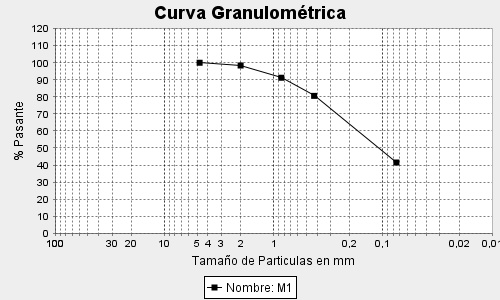 Curva Granulométrica
% Pasante
120
110
100
90
80
70
60
50
40
30
20
10
0
100 30 20 10 5 4 3 2 1 0,2 0,1 0,02 0,01
Tamaño de Particulas en mm
Nombre: M1